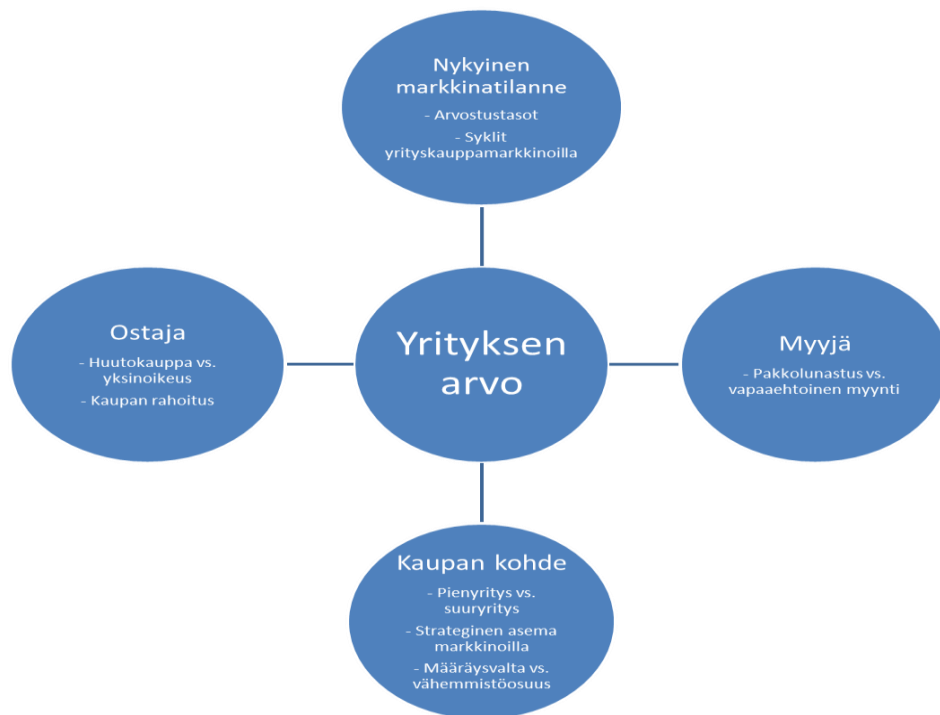 Nykyinen
markkinatilanne
- Arvostustasot
- Syklit
yrityskauppamarkkinoilla
Ostaja
- Huutokauppa vs.
yksinoikeus
- Kaupan rahoitus
Yrityksen
arvo
Myyjä
- Pakkolunastus vs.
vapaaehtoinen myynti
Kaupan kohde
- Pienyritys vs.
suuryritys
- Strateginen asema
markkinoilla
- Määräysvalta vs.
vähemmistöosuus